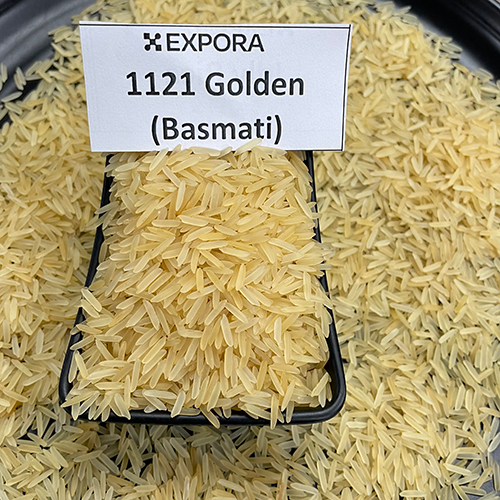 EXPORA
1121 Golden
(Basmati)